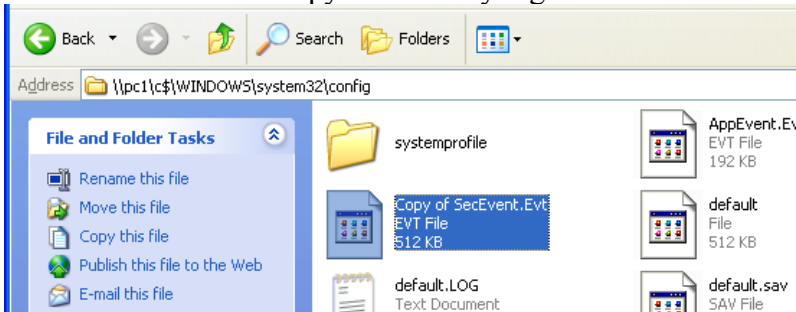 Back Search Folders
Address \\pc1\c$\WINDOWS\system32\config
File and Folder Tasks
Rename this file
Move this file
Copy this file
Publish this file to the Web
E-mail this file
systemprofile
AppEvent.Ev
EVT File
192 KB
Copy of SecEvent.Evt
EVT File
512 KB
default
File
512 KB
default.LOG
Text Document
default.sav
SAV File